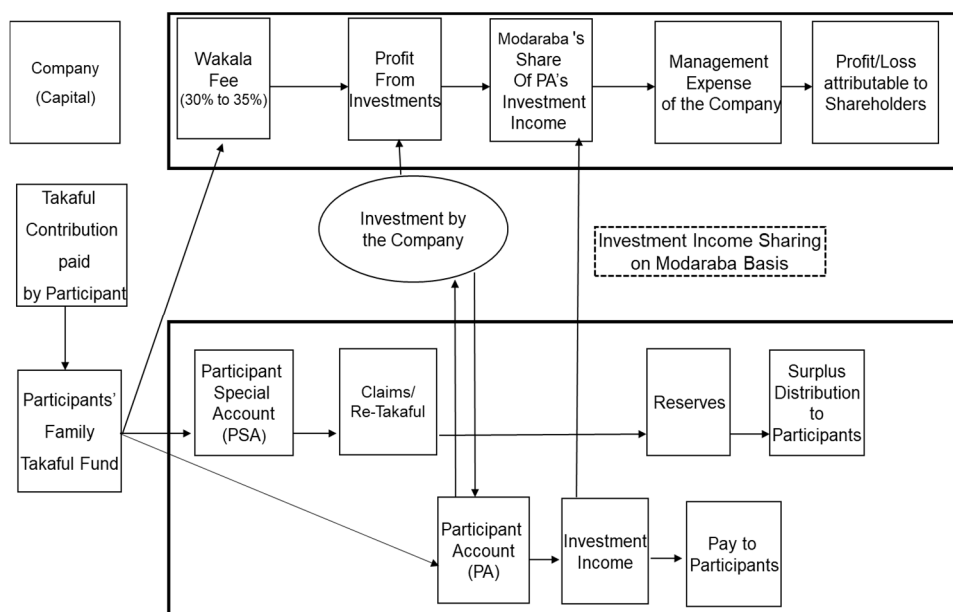 Company
(Capital)
Wakala
Fee
(30% to 35%)
Profit
From
Investments
Modaraba 's
Share
Of PA's
Investment
Income
Management
Expense
of the Company
Profit/Loss
attributable to
Shareholders
Takaful
Contribution
paid
by Participant
Investment by
the Company
Investment Income Sharing
on Modaraba Basis
Participants'
Family
Takaful Fund
Participant
Special
Account
(PSA)
Claims/
Re-Takaful
Reserves
Surplus
Distribution
to
Participants
Participant
Account
(PA)
Investment
Income
Pay to
Participants